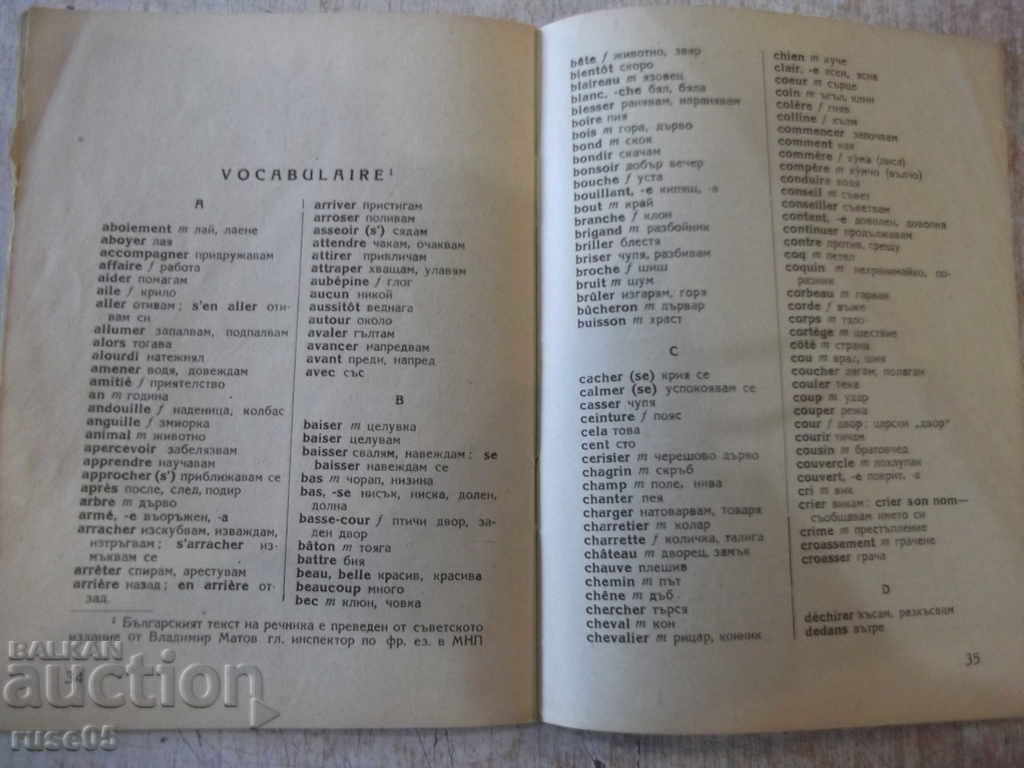 VOCABULAIRE¹
A
aboiement m лай, лаене
aboyer лая
accompagner придружавам
affaire f работа
aider помагам
aile f крило
aller отивам; s'en aller оти-
вам си
allumer запалвам, подпалвам
alors тогава
alourdi натежнял
amener водя, довеждам
amitié f приятелство
an m година
andouille f наденица, колбас
anguille f змиорка
animal m животно
apercevoir забелязвам
apprendre научавам
approcher (s') приближавам се
après после, след, подир
arbre m дърво
armé, -e въоръжен, -а
arracher изскубвам, изваждам,
изтръгвам; s'arracher из-
мъквам се
arrêter спирам, арестувам
arrière назад; en arrière от-
зад
arriver пристигам
arroser поливам
asseoir (s') сядам
attendre чакам, очаквам
attirer привличам
attraper хващам, улавям
aubépine f глог
aucun никой
aussitôt веднага
autour около
avaler гълтам
avancer напредвам
avant преди, напред
avec със
B
baiser m целувка
baiser целувам
baisser свалям, навеждам; se
baisser навеждам се
bas m чорап, низина
bas, -se нисък, ниска, долен,
долна
basse-cour f птичи двор, за-
ден двор
bâton m тояга
battre бия
beau, belle красив, красива
beaucoup много
bec m клюн, човка
¹ Българският текст на речника е преведен от съветското
издание от Владимир Матов гл. инспектор по фр. ез. в МНП
34
bête f животно, звяр
bientôt скоро
blaireau m язовец
blanc, -che бял, бяла
blesser ранявам, наранявам
boire пия
bois m гора, дърво
bond m скок
bondir скачам
bonsoir добър вечер
bouche f уста
bouillant, -e кипящ, -а
bout m край
branche f клон
brigand m разбойник
briller блестя
briser чупя, разбивам
broche f шиш
bruit m шум
brûler изгарям, горя
bûcheron m дървар
buisson m храст
C
cacher (se) крия се
calmer (se) успокоявам се
casser чупя
ceinture f пояс
cela това
cent сто
cerisier m черешово дърво
chagrin m скръб
champ m поле, нива
chanter пея
charger натоварвам, товаря
charretier m колар
charrette f количка, талига
château m дворец, замък
chauve плешив
chemin m път
chêne m дъб
chercher търся
cheval m кон
chevalier m рицар, конник
chien m куче
clair, -e ясен, ясна
coeur m сърце
coin m ъгъл, клин
colère f гняв
colline f хълм
commencer започвам
comment как
commère f кума (лиса)
compère m кумчо (вълчо)
conduire водя
conseil m съвет
conseiller съветвам
content, -e доволен, доволна
continuer продължавам
contre против, срещу
coq m петел
coquin m нехранимайко, по-
разник
corbeau m гарван
corde f въже
corps m тяло
cortège m шествие
côté m страна
cou m врат, шия
coucher лягам, полагам
couler тека
coup m удар
couper режа
cour f двор; царски „двор“
courir тичам
cousin m братовчед
couvercle m похлупак
couvert, -e покрит, -а
cri m вик
crier викам; crier son nom—
съобщавам името си
crime m престъпление
croassement m грачене
croasser грача
D
déchirer късам, разкъсвам
dedans вътре
35
BALKAN
auction
ruse05